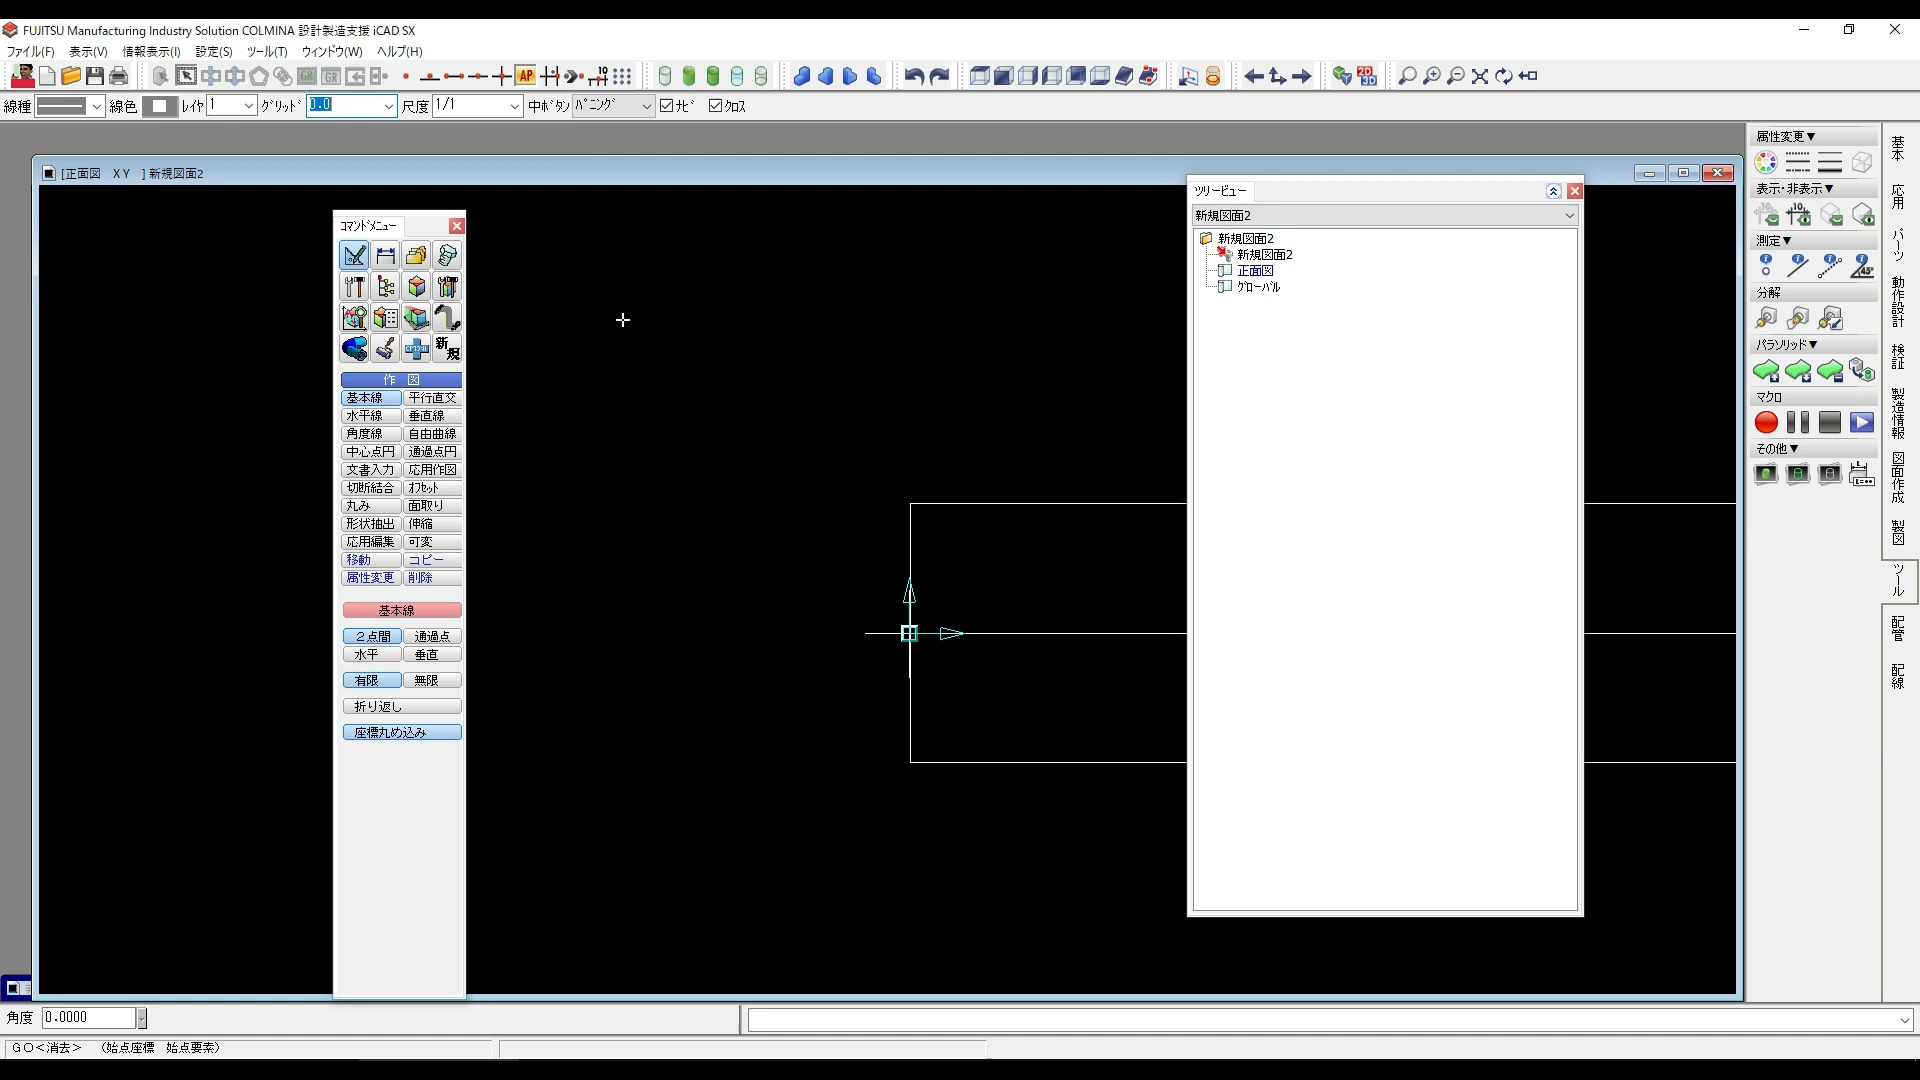 FUJITSU Manufacturing Industry Solution COLMINA 設計製造支援 iCAD SX
ファイル(F) 表示(V) 情報表示(I) 設定(S) ツール(T) ウィンドウ(W) ヘルプ(H)
GR GR AP 10 2D 3D
線種 線色 ﾚｲﾔ 1 ｸﾞﾘｯﾄﾞ 0.0 尺度 1/1 中ﾎﾞﾀﾝ ﾊﾟﾆﾝｸﾞ ﾅﾋﾞ ｸﾛｽ
[正面図 XY ] 新規図面2
ｺﾏﾝﾄﾞﾒﾆｭｰ
新規
作 図
基本線 平行直交
水平線 垂直線
角度線 自由曲線
中心点円 通過点円
文書入力 応用作図
切断結合 ｵﾌｾｯﾄ
丸み 面取り
形状抽出 伸縮
応用編集 可変
移動 コピー
属性変更 削除
基本線
２点間 通過点
水平 垂直
有限 無限
折り返し
座標丸め込み
ﾂﾘｰﾋﾞｭｰ
新規図面2
新規図面2
新規図面2
正面図
ｸﾞﾛｰﾊﾞﾙ
属性変更▼
表示･非表示▼
10 10
測定▼
45°
分解
ﾊﾟﾗｿﾘｯﾄﾞ▼
ﾏｸﾛ
その他▼
基本
応用
パーツ
動作設計
検証
製造情報
図面作成
製図
ツール
配管
配線
角度 0.0000
ＧＯ＜消去＞ （始点座標 始点要素）